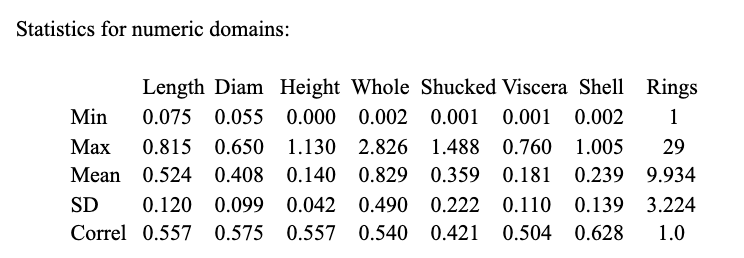 Statistics for numeric domains:
Length Diam Height Whole Shucked Viscera Shell Rings
Min 0.075 0.055 0.000 0.002 0.001 0.001 0.002 1
Max 0.815 0.650 1.130 2.826 1.488 0.760 1.005 29
Mean 0.524 0.408 0.140 0.829 0.359 0.181 0.239 9.934
SD 0.120 0.099 0.042 0.490 0.222 0.110 0.139 3.224
Correl 0.557 0.575 0.557 0.540 0.421 0.504 0.628 1.0